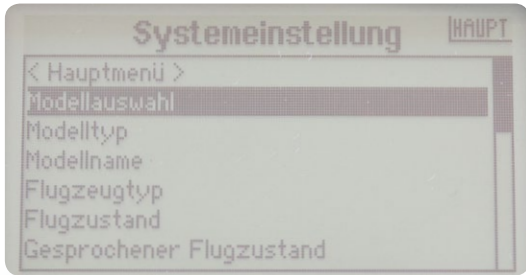 Systemeinstellung
HAUPT
< Hauptmenü >
Modellauswahl
Modelltyp
Modellname
Flugzeugtyp
Flugzustand
Gesprochener Flugzustand